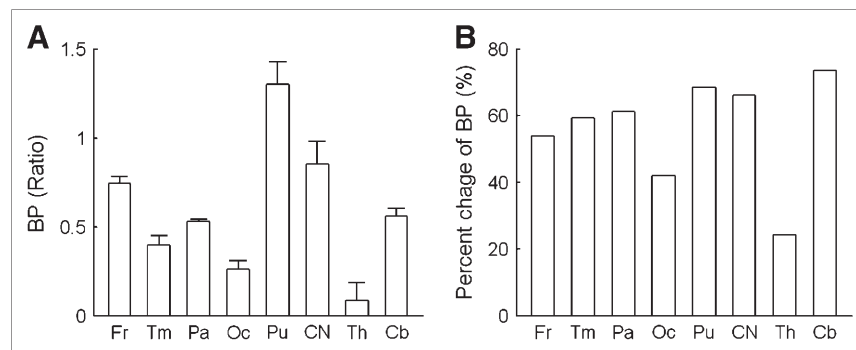 A
BP (Ratio)
1.5
1
0.5
0
Fr Tm Pa Oc Pu CN Th Cb
B
Percent chage of BP (%)
80
60
40
20
0
Fr Tm Pa Oc Pu CN Th Cb